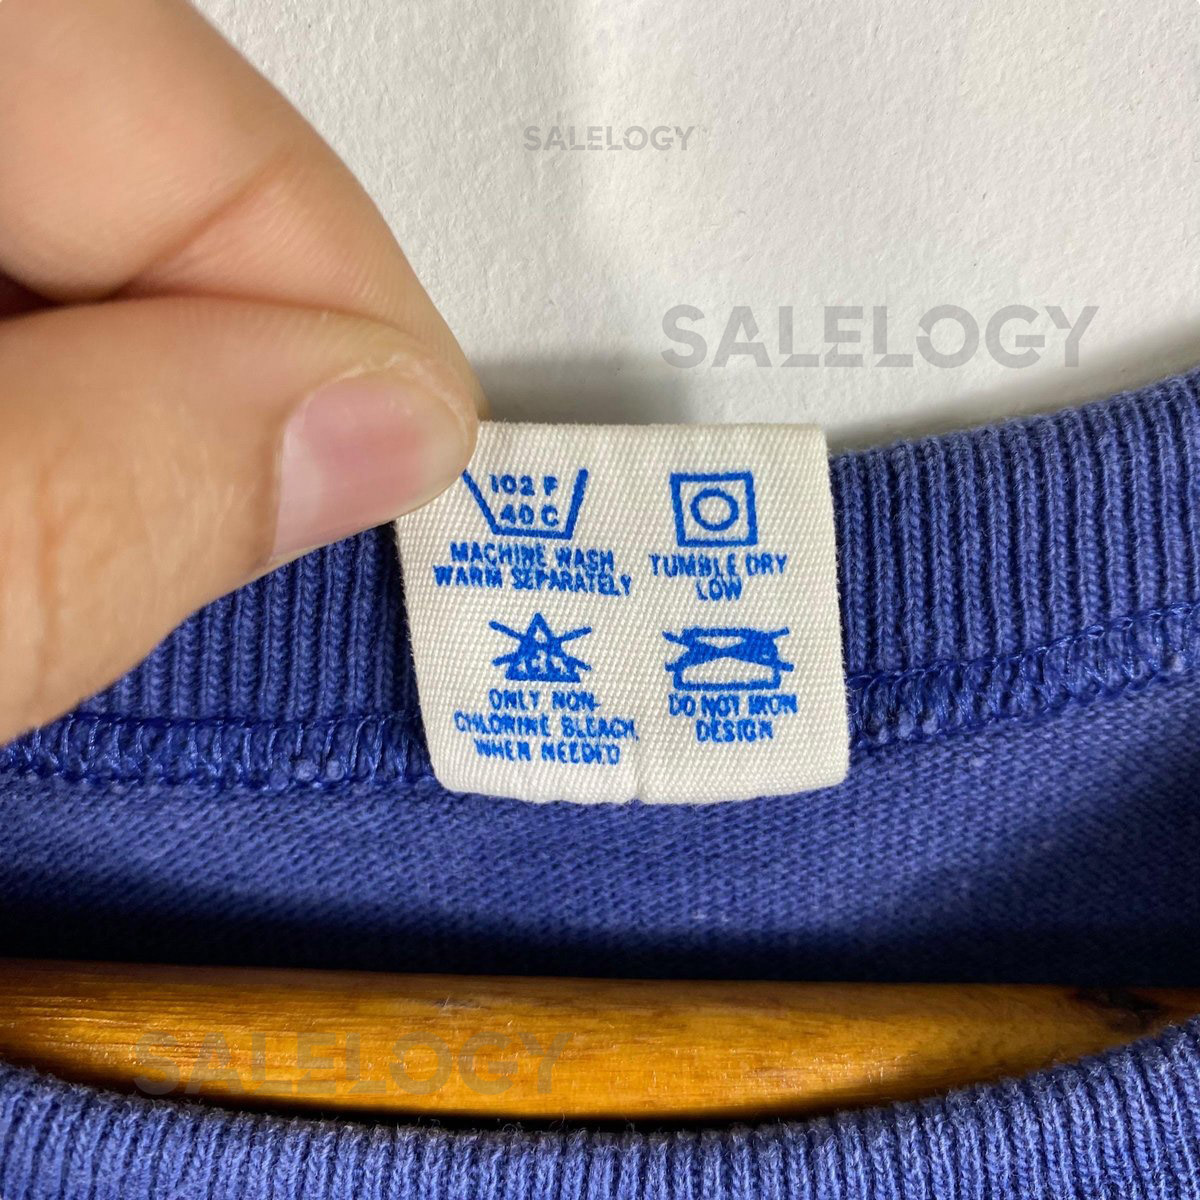 SALELOGY
SALELOGY
102 F
40 C
MACHINE WASH
WARM SEPARATELY
TUMBLE DRY
LOW
CL
ONLY NON-
CHLORINE BLEACH
WHEN NEEDED
DO NOT IRON
DESIGN
SALELOGY